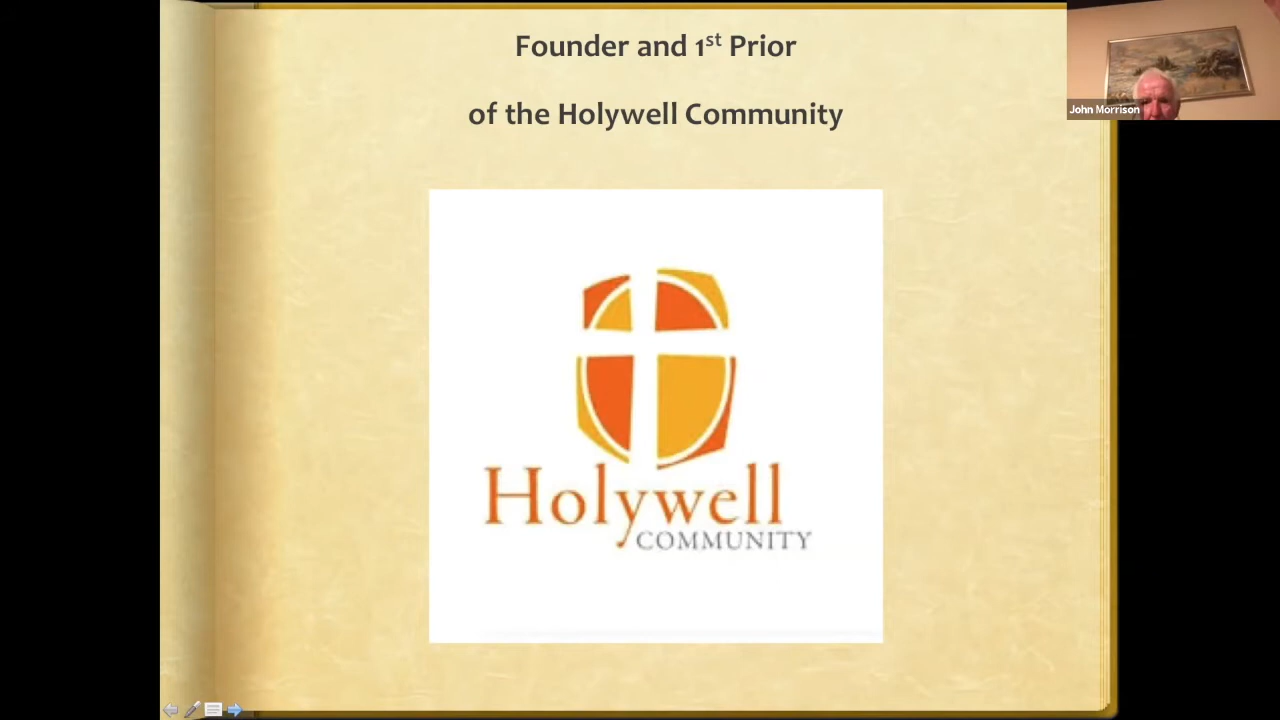 Founder and 1st Prior
of the Holywell Community
John Morrison
Holywell
COMMUNITY